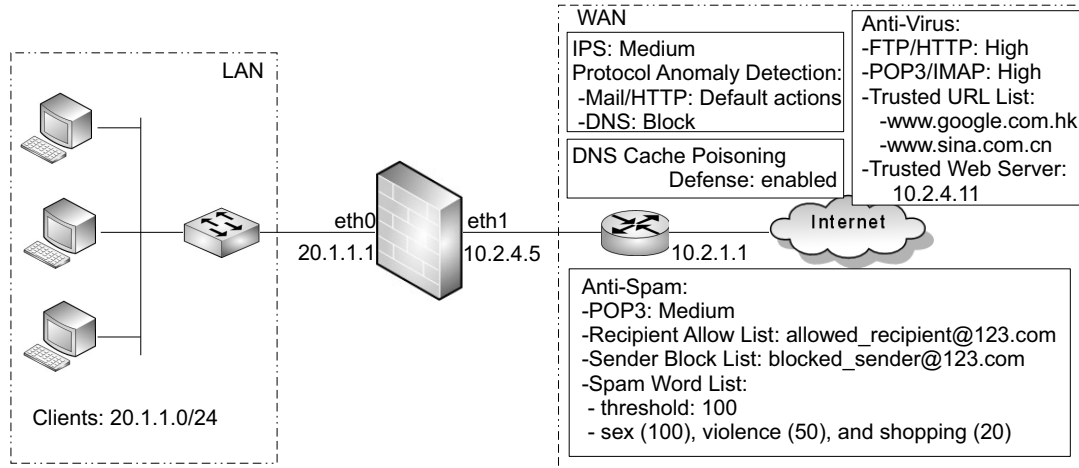 LAN
Clients: 20.1.1.0/24
eth0
20.1.1.1
eth1
10.2.4.5
WAN
IPS: Medium
Protocol Anomaly Detection:
-Mail/HTTP: Default actions
-DNS: Block
DNS Cache Poisoning
Defense: enabled
Anti-Virus:
-FTP/HTTP: High
-POP3/IMAP: High
-Trusted URL List:
-www.google.com.hk
-www.sina.com.cn
-Trusted Web Server:
10.2.4.11
10.2.1.1
Internet
Anti-Spam:
-POP3: Medium
-Recipient Allow List: allowed_recipient@123.com
-Sender Block List: blocked_sender@123.com
-Spam Word List:
- threshold: 100
- sex (100), violence (50), and shopping (20)